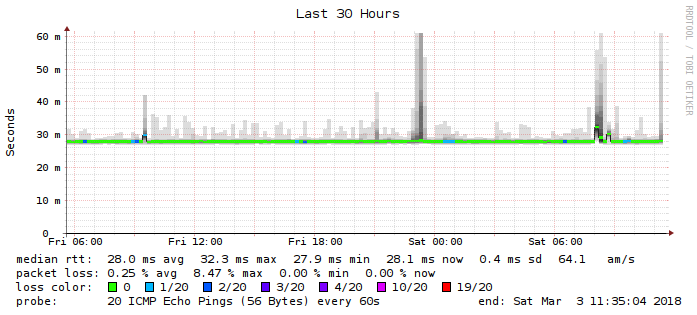 Last 30 Hours
RRDTOOL / TOBI OETIKER
Seconds
60 m
50 m
40 m
30 m
20 m
10 m
0
Fri 06:00 Fri 12:00 Fri 18:00 Sat 00:00 Sat 06:00
median rtt: 28.0 ms avg 32.3 ms max 27.9 ms min 28.1 ms now 0.4 ms sd 64.1 am/s
packet loss: 0.25 % avg 8.47 % max 0.00 % min 0.00 % now
loss color: 0 1/20 2/20 3/20 4/20 10/20 19/20
probe: 20 ICMP Echo Pings (56 Bytes) every 60s end: Sat Mar 3 11:35:04 2018